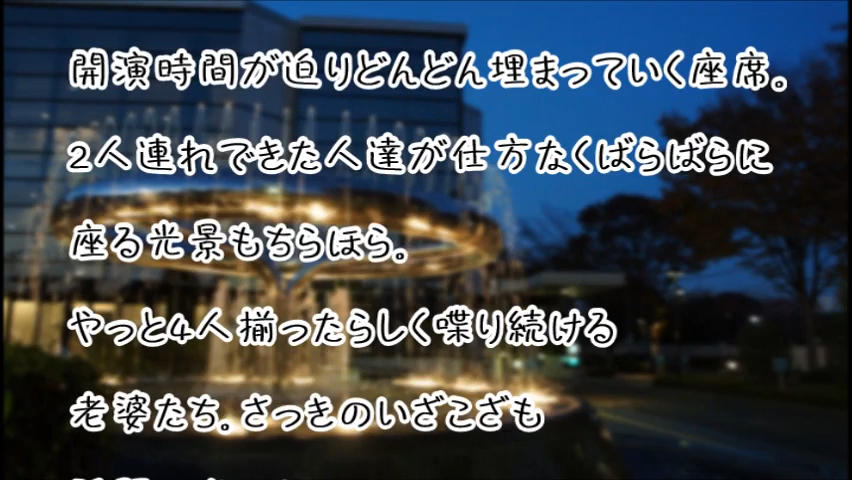 開演時間が迫りどんどん埋まっていく座席。
2人連れできた人達が仕方なくばらばらに
座る光景もちらほら。
やっと4人揃ったらしく喋り続ける
老婆たち。さっきのいざこざも